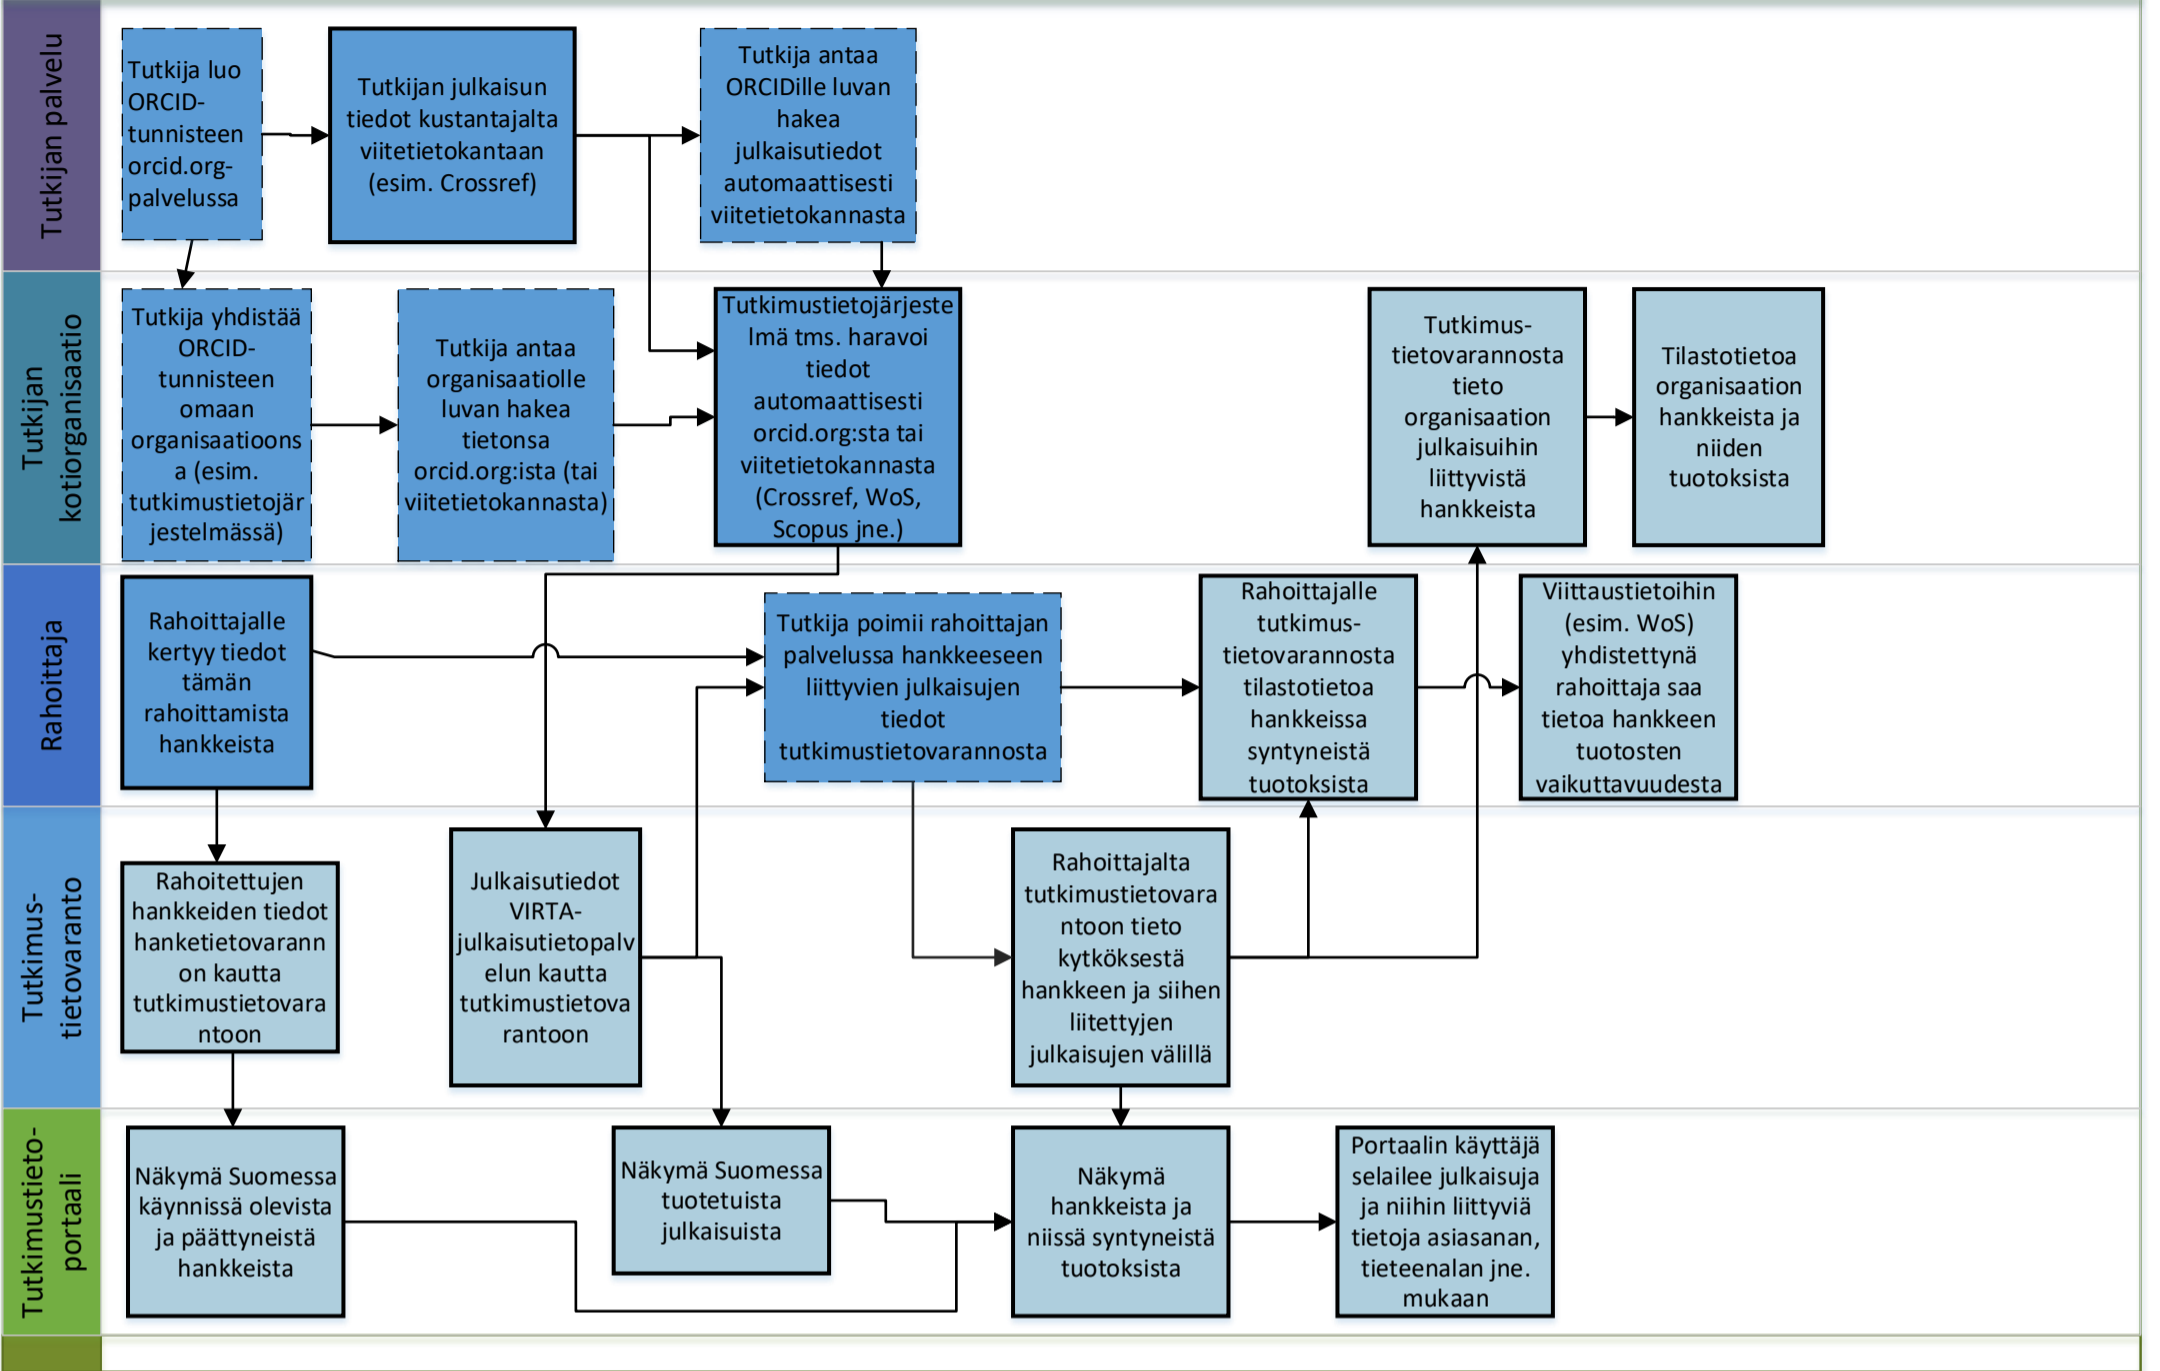 Tutkijan palvelu
Tutkija luo
ORCID-
tunnisteen
orcid.org-
palvelussa
Tutkijan julkaisun
tiedot kustantajalta
viitetietokantaan
(esim. Crossref)
Tutkija antaa
ORCIDille luvan
hakea
julkaisutiedot
automaattisesti
viitetietokannasta
Tutkijan
kotiorganisaatio
Tutkija yhdistää
ORCID-
tunnisteen
omaan
organisaatioons
a (esim.
tutkimustietojär
jestelmässä)
Tutkija antaa
organisaatiolle
luvan hakea
tietonsa
orcid.org:ista (tai
viitetietokannasta)
Tutkimustietojärjeste
lmä tms. haravoi
tiedot
automaattisesti
orcid.org:sta tai
viitetietokannasta
(Crossref, WoS,
Scopus jne.)
Tutkimus-
tietovarannosta
tieto
organisaation
julkaisuihin
liittyvistä
hankkeista
Tilastotietoa
organisaation
hankkeista ja
niiden
tuotoksista
Rahoittaja
Rahoittajalle
kertyy tiedot
tämän
rahoittamista
hankkeista
Tutkija poimii rahoittajan
palvelussa hankkeeseen
liittyvien julkaisujen
tiedot
tutkimustietovarannosta
Rahoittajalle
tutkimus-
tietovarannosta
tilastotietoa
hankkeissa
syntyneistä
tuotoksista
Viittaustietoihin
(esim. WoS)
yhdistettynä
rahoittaja saa
tietoa hankkeen
tuotosten
vaikuttavuudesta
Tutkimus-
tietovaranto
Rahoitettujen
hankkeiden tiedot
hanketietovarann
on kautta
tutkimustietovara
ntoon
Julkaisutiedot
VIRTA-
julkaisutietopalv
elun kautta
tutkimustietova
rantoon
Rahoittajalta
tutkimustietovara
ntoon tieto
kytköksestä
hankkeen ja siihen
liitettyjen
julkaisujen välillä
Tutkimustieto-
portaali
Näkymä Suomessa
käynnissä olevista
ja päättyneistä
hankkeista
Näkymä Suomessa
tuotetuista
julkaisuista
Näkymä
hankkeista ja
niissä syntyneistä
tuotoksista
Portaalin käyttäjä
selailee julkaisuja
ja niihin liittyviä
tietoja asiasanan,
tieteenalan jne.
mukaan